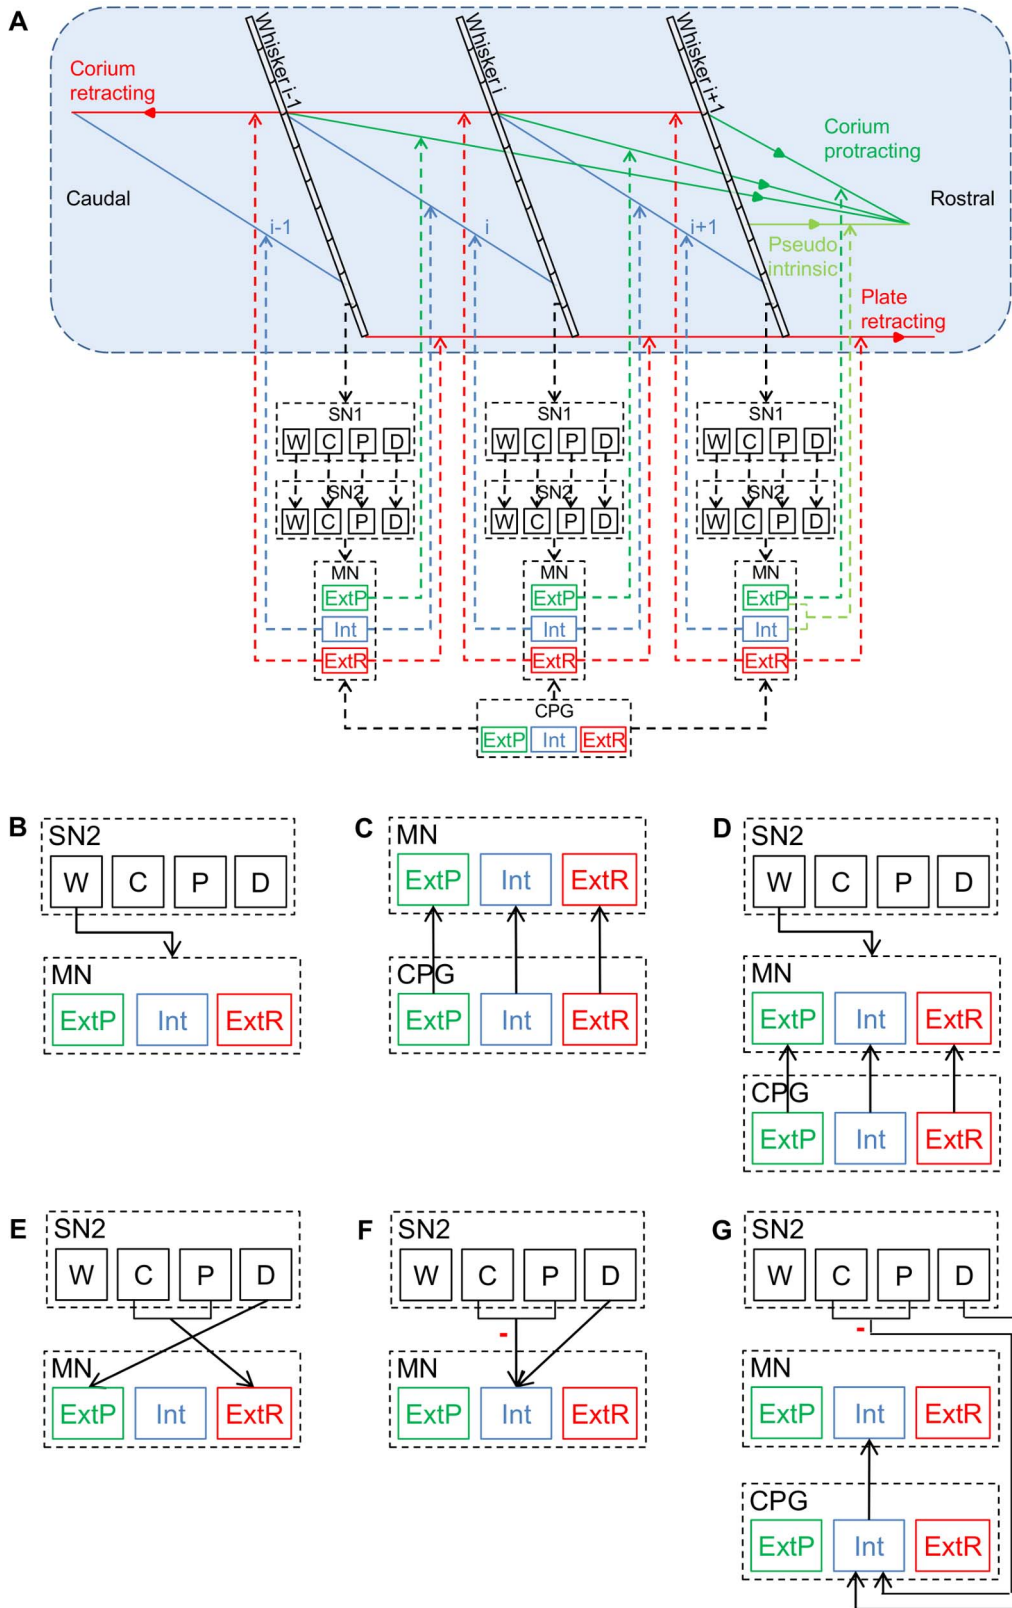 A
Whisker i-1
Whisker i
Whisker i+1
Corium
retracting
Corium
protracting
Caudal
Rostral
i-1
i
i+1
Pseudo
intrinsic
Plate
retracting
SN1
SN1
SN1
W C P D
W C P D
W C P D
SN2
SN2
SN2
W C P D
W C P D
W C P D
MN
MN
MN
ExtP
ExtP
ExtP
Int
Int
Int
ExtR
ExtR
ExtR
CPG
ExtP Int ExtR
B
SN2
W C P D
MN
ExtP Int ExtR
C
MN
ExtP Int ExtR
CPG
ExtP Int ExtR
D
SN2
W C P D
MN
ExtP Int ExtR
CPG
ExtP Int ExtR
E
SN2
W C P D
MN
ExtP Int ExtR
F
SN2
W C P D
-
MN
ExtP Int ExtR
G
SN2
W C P D
-
MN
ExtP Int ExtR
CPG
ExtP Int ExtR